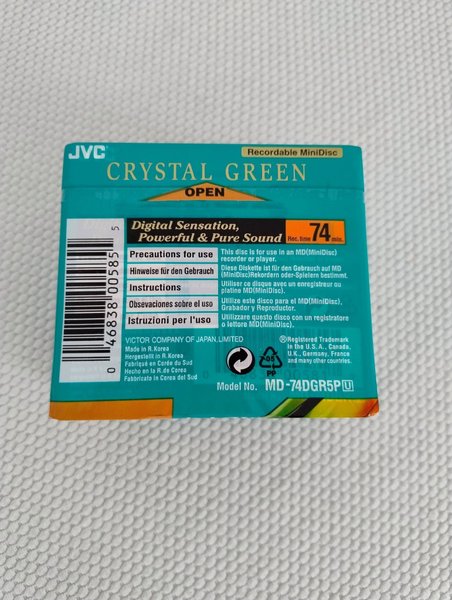 JVC
Recordable MiniDisc
CRYSTAL GREEN
OPEN
Digital Sensation,
Powerful & Pure Sound
Rec. time 74 min.
Precautions for use
This disc is for use in an MD(MiniDisc)
recorder or player.
Hinweise für den Gebrauch
Diese Diskette ist für den Gebrauch auf MD
(MiniDisc)Rekordern oder-Spielern bestimmt.
Instructions
Utiliser ce disque avec un enregistreur ou
platine MD(MiniDisc).
Obsevaciones sobre el uso
Utilize este disco para el MD(MiniDisc),
Grabador y Reproductor.
Istruzioni per l'uso
Utilizzare questo disco con un registratore
o lettore MD(MiniDisc).
VICTOR COMPANY OF JAPAN,LIMITED
Made in R.Korea
Hergestellt in R.Korea
Fabriqué en Corée du Sud
Hecho en la R.de Corea
Fabbricato in Corea del Sud
®Registered Trademark
in the U.S.A., Canada,
U.K., Germany, France
and many other countries.
05
PP
Model No. MD-74DGR5P U
0 46838 00585 5